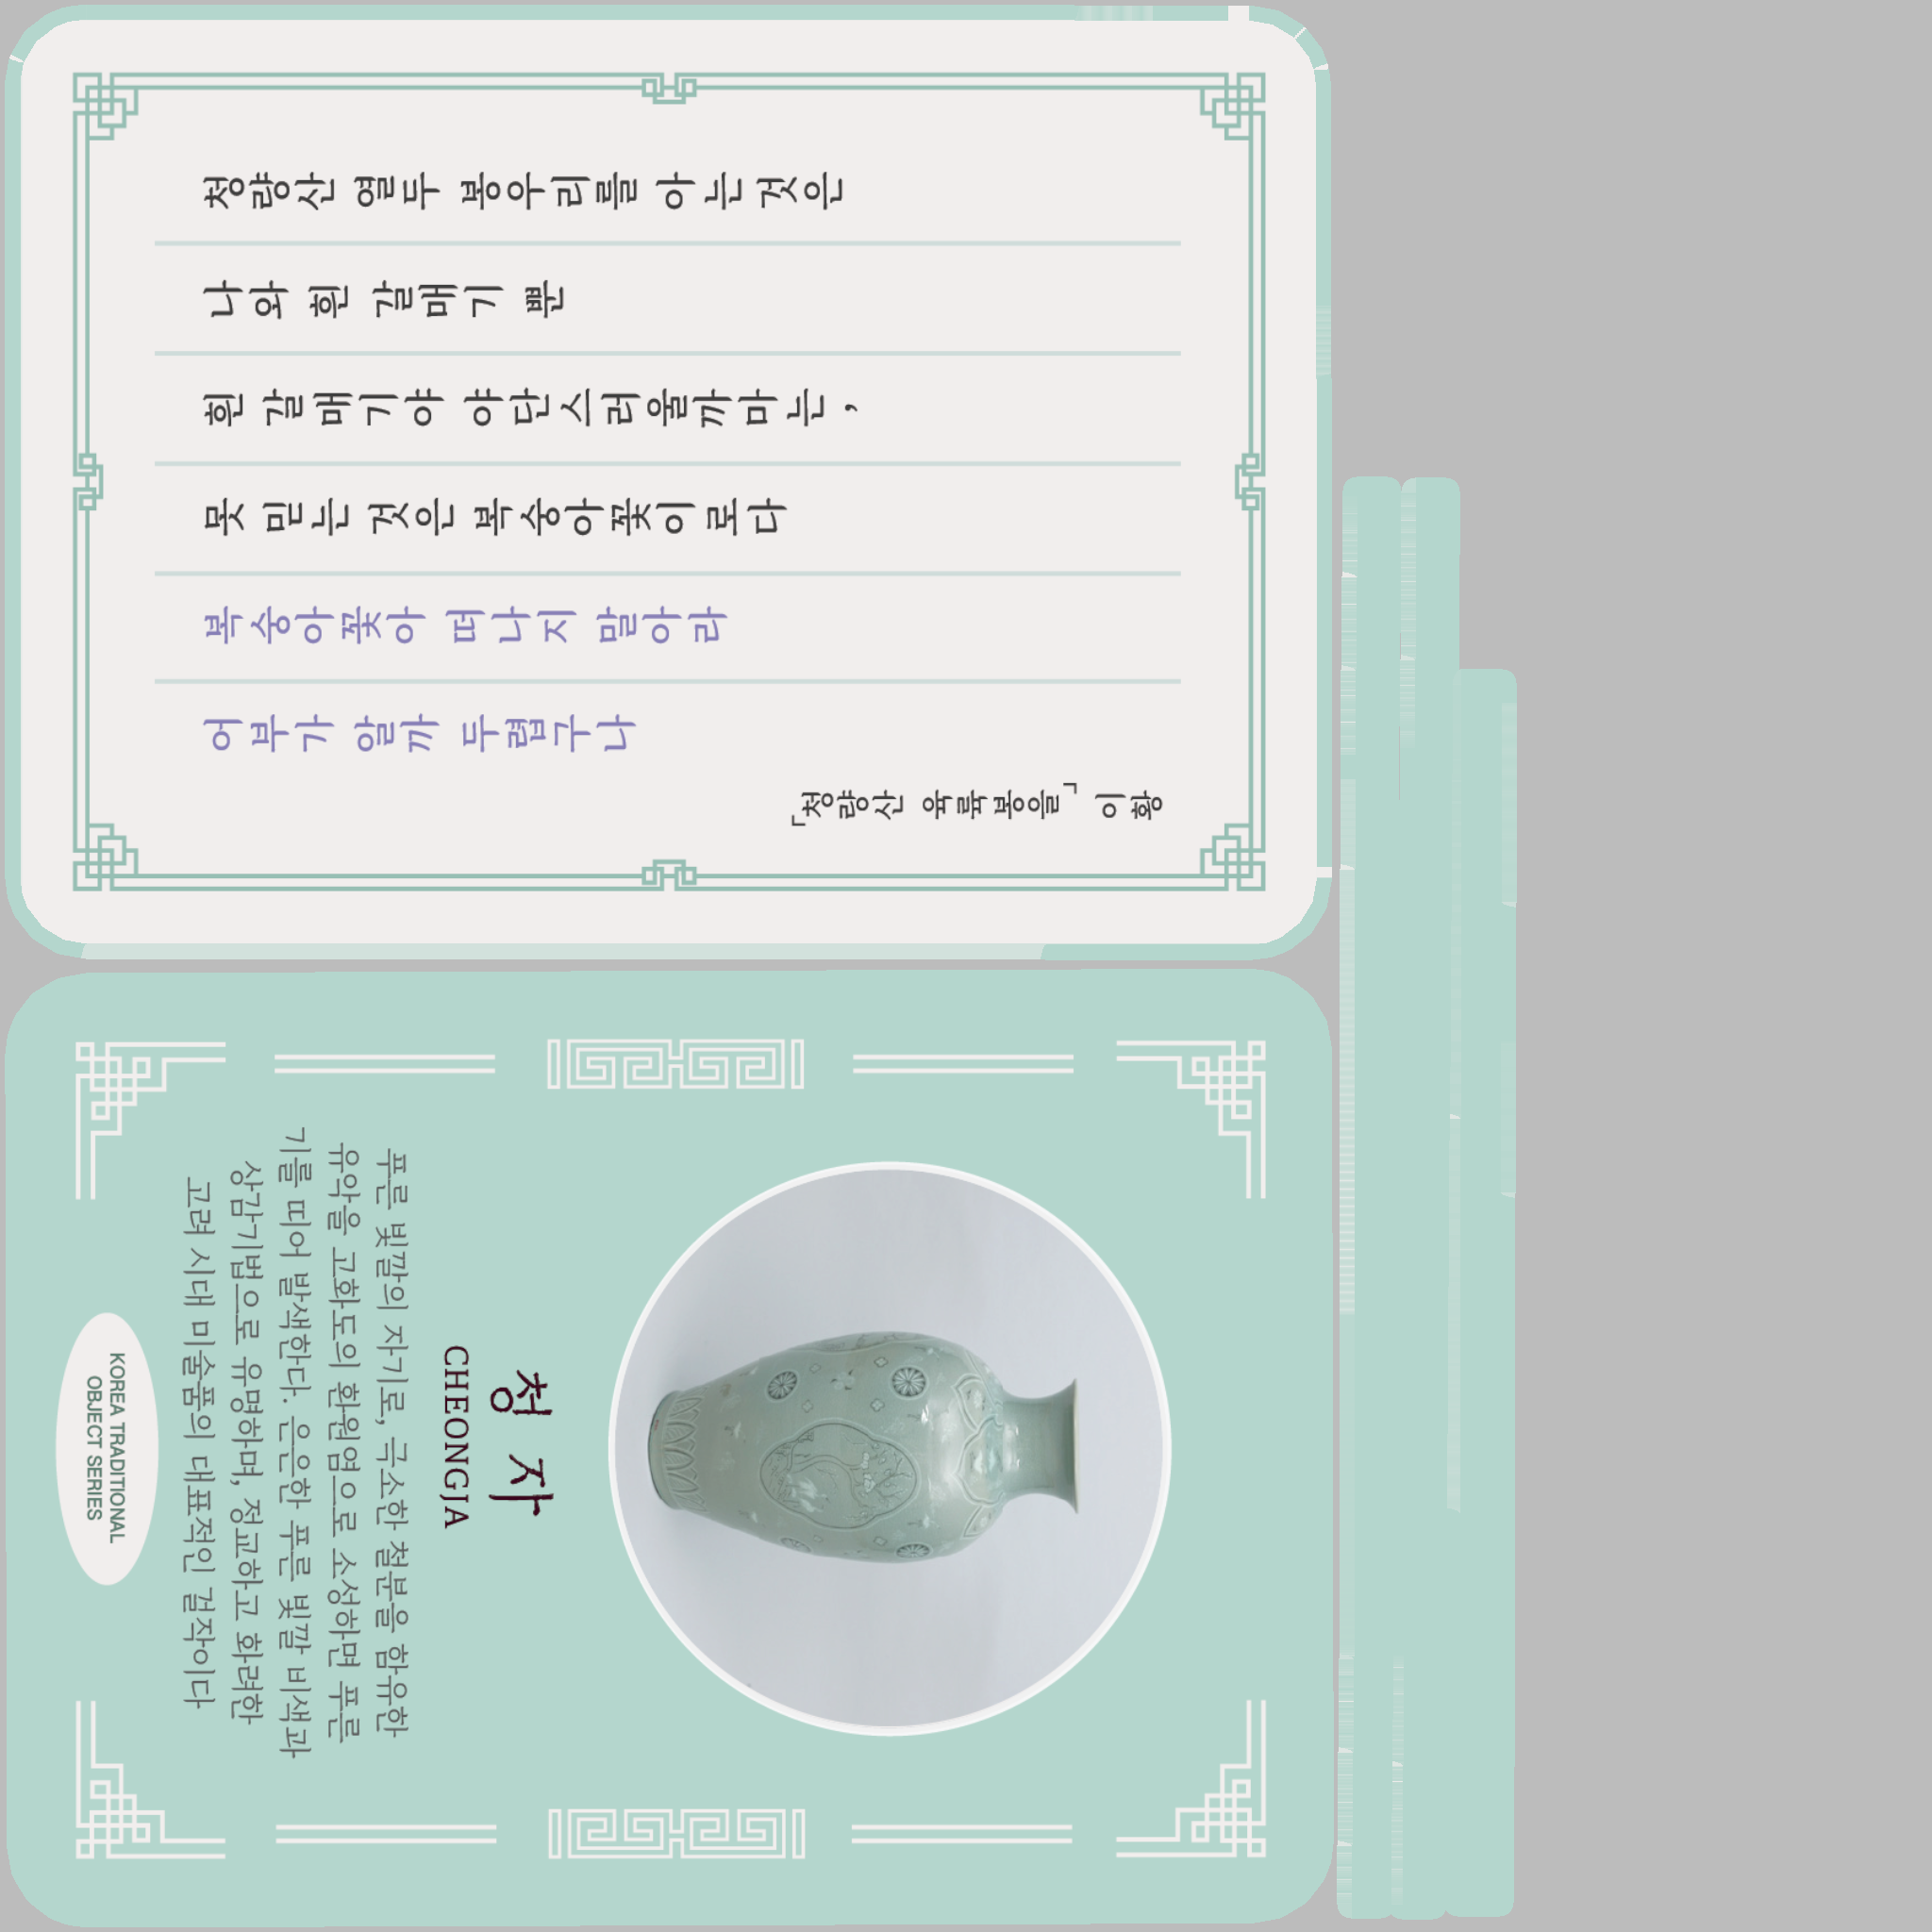 청량산 열두 봉우리를 아는 것은
나와 흰 갈매기 뿐
흰 갈매기야 야단스러울까마는,
못 믿는 것은 복숭아꽃이로다
복숭아꽃아 떠나지 말아라
어부가 알까 두렵구나
「청량산 육륙봉을」 이황
청 자
CHEONGJA
푸른 빛깔의 자기로, 극소한 철분을 함유한
유약을 고화도의 환원염으로 소성하면 푸른
기를 띠어 발색한다. 은은한 푸른 빛깔 비색과
상감기법으로 유명하며, 정교하고 화려한
고려 시대 미술품의 대표적인 걸작이다
KOREA TRADITIONAL
OBJECT SERIES